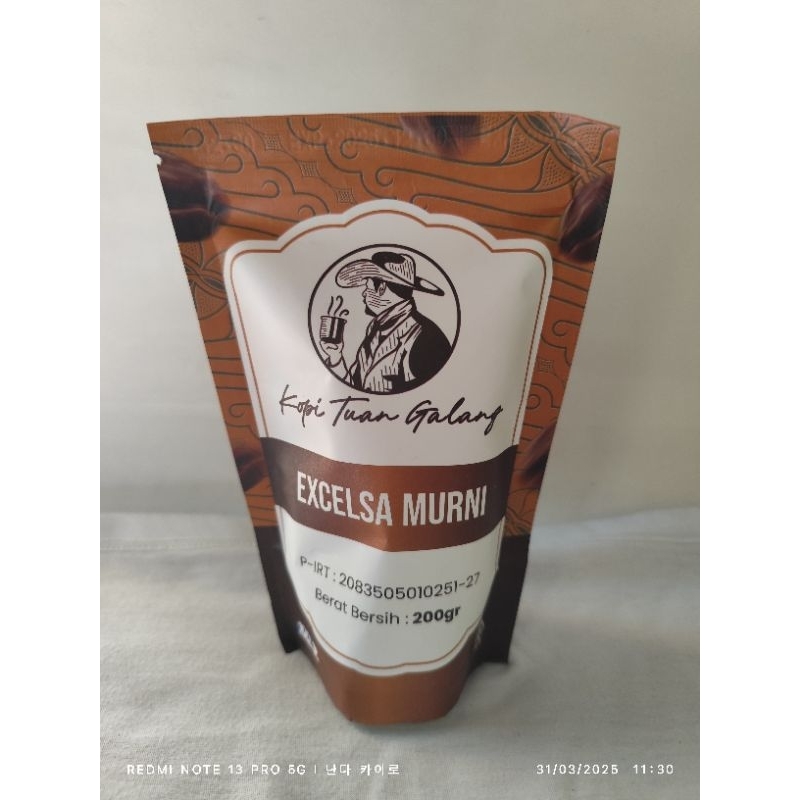 Kopi Tuan Galang
EXCELSA MURNI
P-IRT : 2083505010251-27
Berat Bersih : 200gr
REDMI NOTE 13 PRO 5G | 난다 카이로
31/03/2025 11:30